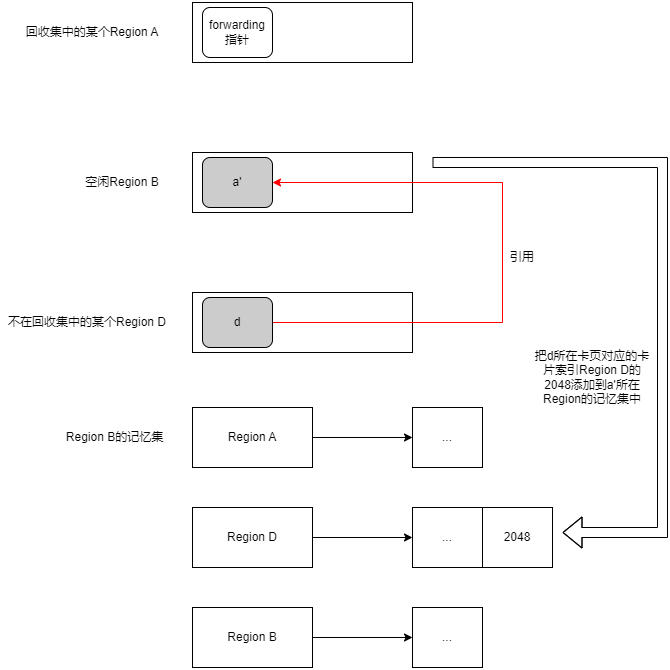 回收集中的某个Region A
forwarding
指针
空闲Region B
a'
引用
不在回收集中的某个Region D
d
把d所在卡页对应的卡
片索引Region D的
2048添加到a'所在
Region的记忆集中
Region B的记忆集
Region A
...
Region D
...
2048
Region B
...